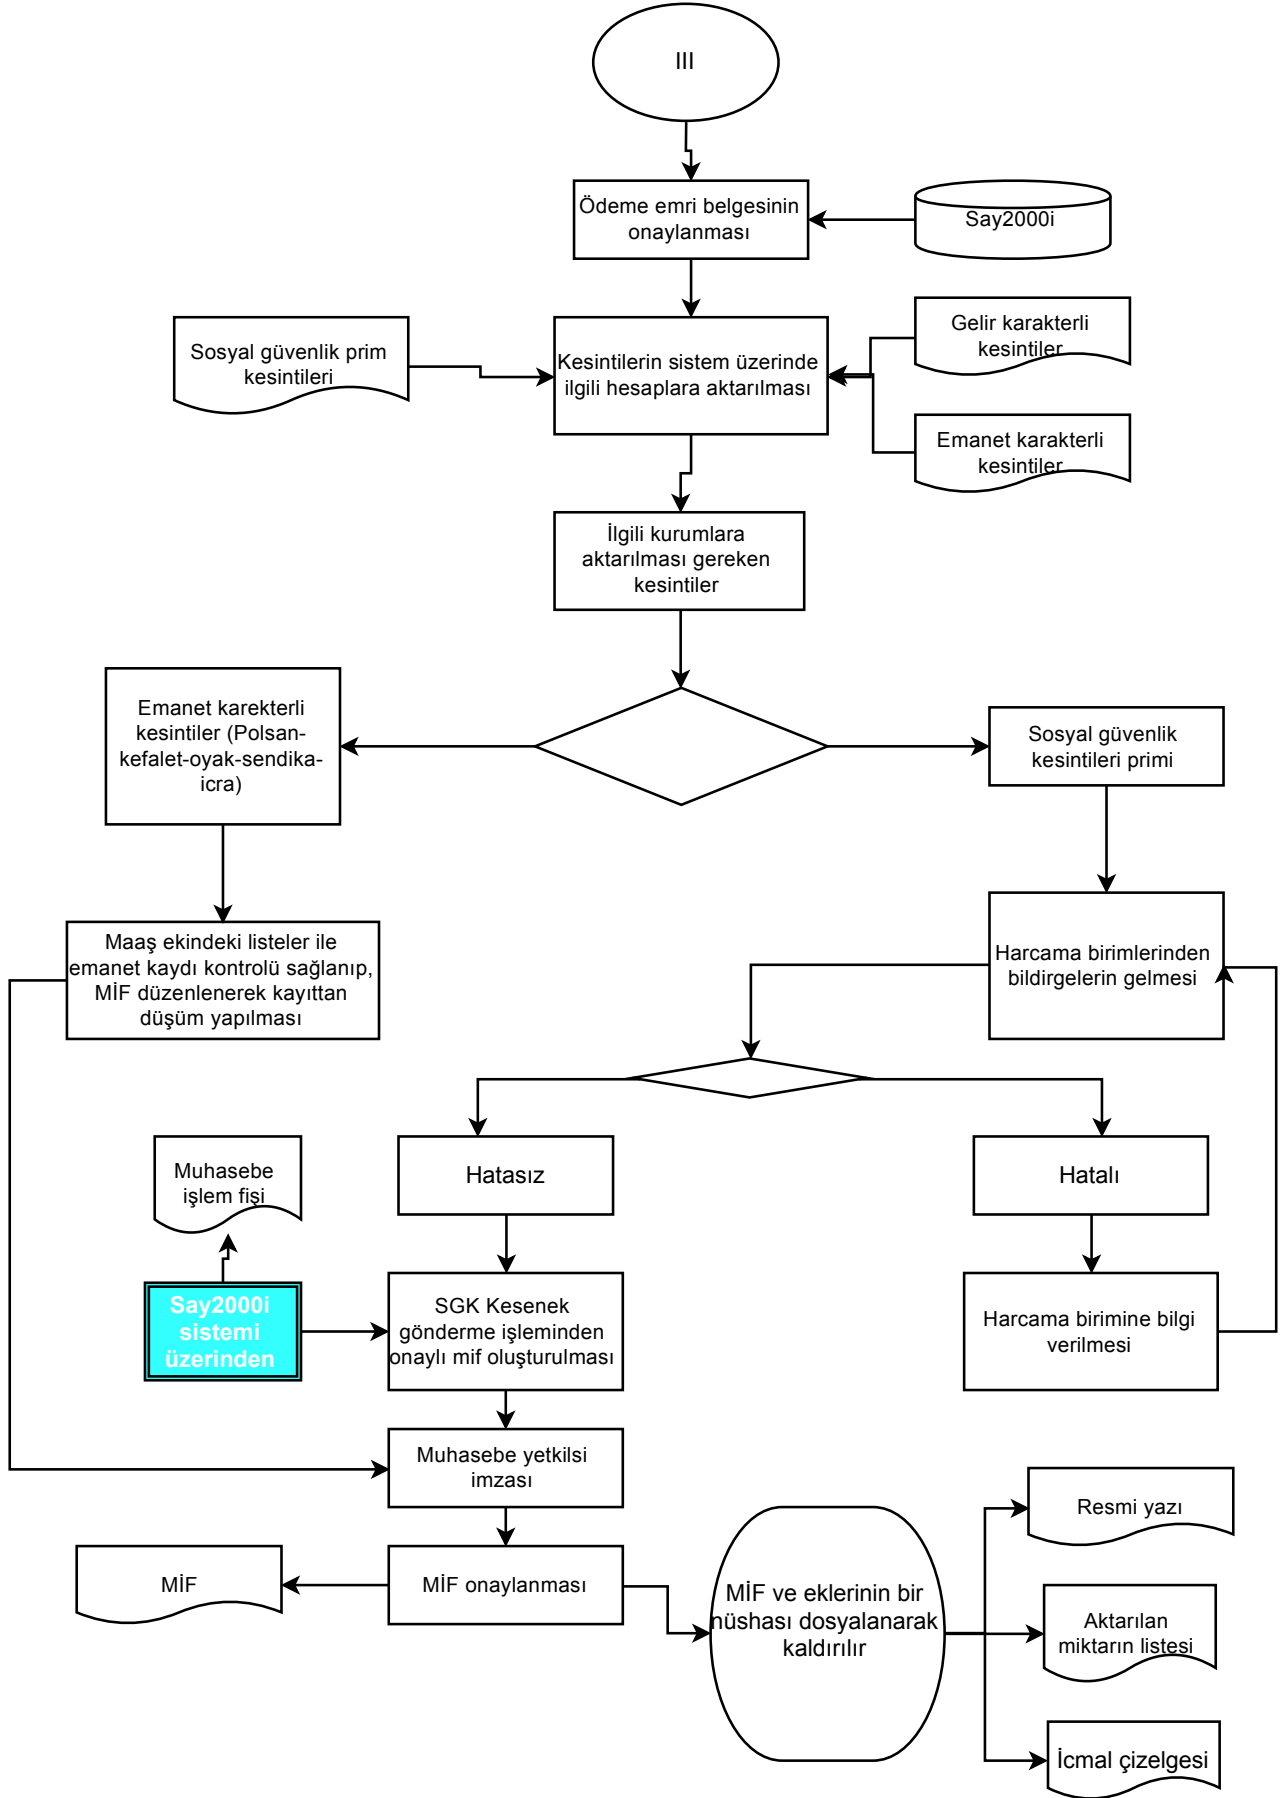 III
Ödeme emri belgesinin
onaylanması
Say2000i
Gelir karakterli
kesintiler
Sosyal güvenlik prim
kesintileri
Kesintilerin sistem üzerinde
ilgili hesaplara aktarılması
Emanet karakterli
kesintiler
İlgili kurumlara
aktarılması gereken
kesintiler
Emanet karekterli
kesintiler (Polsan-
kefalet-oyak-sendika-
icra)
Sosyal güvenlik
kesintileri primi
Maaş ekindeki listeler ile
emanet kaydı kontrolü sağlanıp,
MİF düzenlenerek kayıttan
düşüm yapılması
Harcama birimlerinden
bildirgelerin gelmesi
Muhasebe
işlem fişi
Hatasız
Hatalı
Say2000i
sistemi
üzerinden
SGK Kesenek
gönderme işleminden
onaylı mif oluşturulması
Harcama birimine bilgi
verilmesi
Muhasebe yetkilsi
imzası
Resmi yazı
MİF
MİF onaylanması
MİF ve eklerinin bir
nüshası dosyalanarak
kaldırılır
Aktarılan
miktarın listesi
İcmal çizelgesi